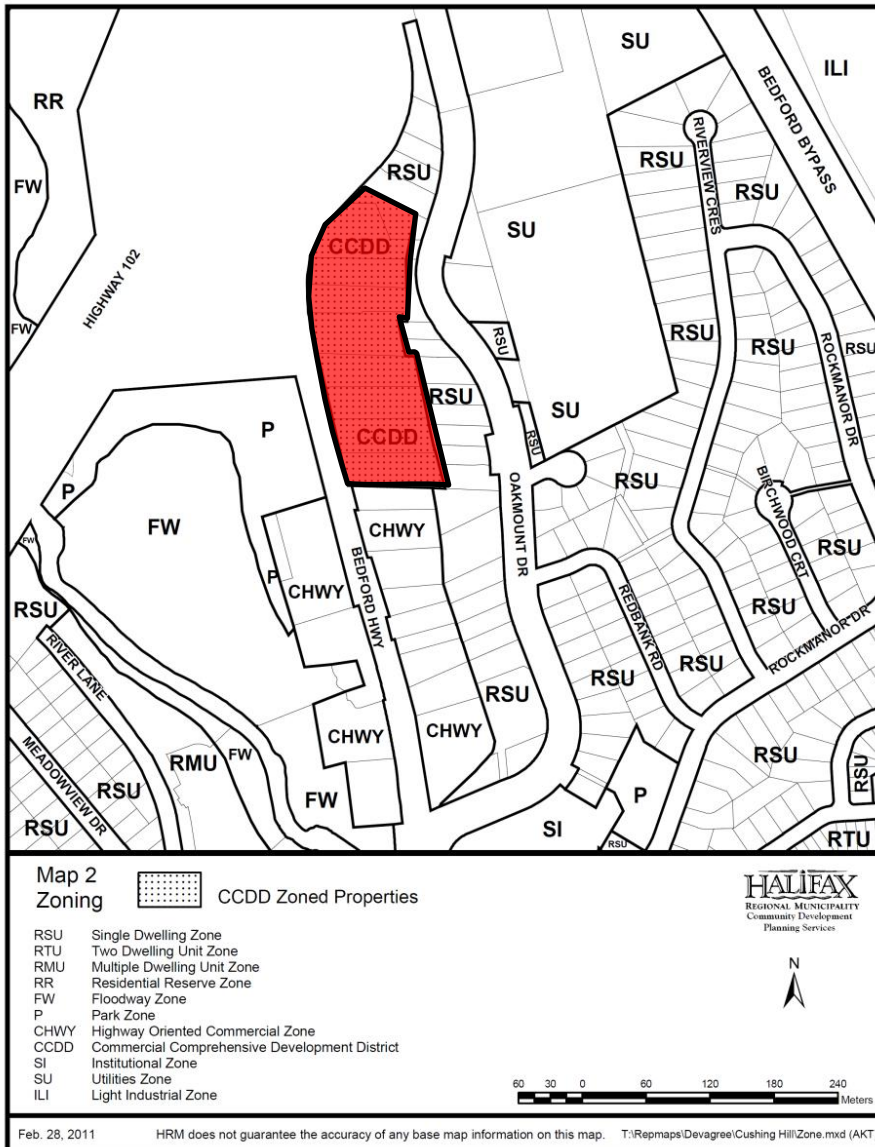 SU
ILI
BEDFORD BYPASS
RR
RIVERVIEW CRES
RSU
RSU
RSU
FW
SU
CCDD
HIGHWAY 102
FW
RSU
RSU
RSU
ROCKMANOR DR
RSU
RSU
SU
P
RSU
CCDD
RSU
OAKMOUNT DR
RSU
BIRCHWOOD CRT
P
FW
CHWY
BEDFORD HWY
FW
RSU
P
CHWY
REDBANK RD
RSU
RSU
RIVER LANE
ROCKMANOR DR
RSU
RSU
RSU
MEADOWVIEW DR
CHWY
CHWY
RMU
FW
RSU
RSU
RSU
FW
P
RSU
SI
RSU
RTU
Map 2
Zoning
CCDD Zoned Properties
RSU Single Dwelling Zone
RTU Two Dwelling Unit Zone
RMU Multiple Dwelling Unit Zone
RR Residential Reserve Zone
FW Floodway Zone
P Park Zone
CHWY Highway Oriented Commercial Zone
CCDD Commercial Comprehensive Development District
SI Institutional Zone
SU Utilities Zone
ILI Light Industrial Zone
HALIFAX
REGIONAL MUNICIPALITY
Community Development
Planning Services
N
60 30 0 60 120 180 240
Meters
Feb. 28, 2011 HRM does not guarantee the accuracy of any base map information on this map. T:\Repmaps\Devagree\Cushing Hill\Zone.mxd (AKT